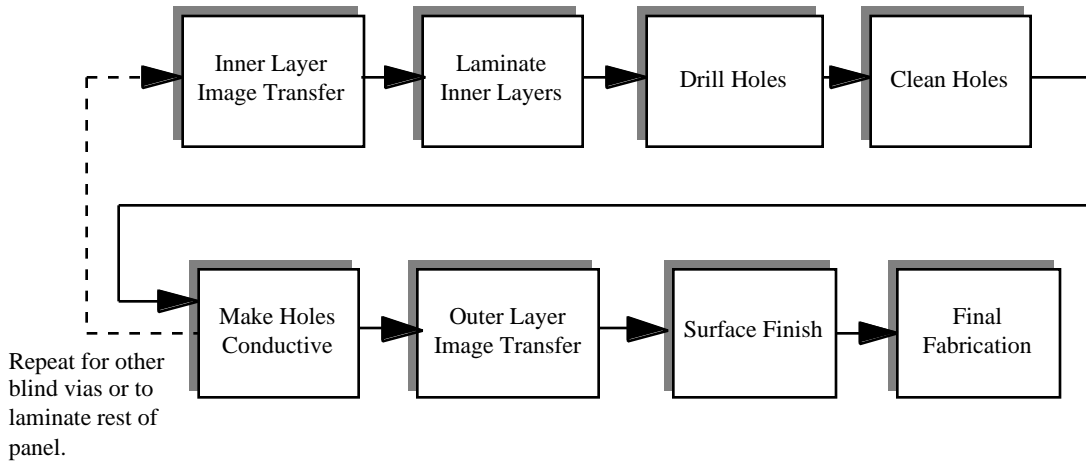 Inner Layer
Image Transfer
Laminate
Inner Layers
Drill Holes
Clean Holes
Make Holes
Conductive
Outer Layer
Image Transfer
Surface Finish
Final
Fabrication
Repeat for other
blind vias or to
laminate rest of
panel.